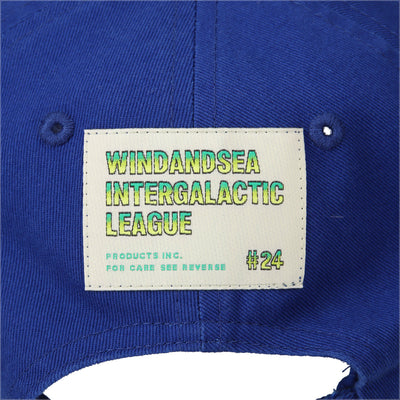 WINDANDSEA
INTERGALACTIC
LEAGUE
PRODUCTS INC.
FOR CARE SEE REVERSE
#24